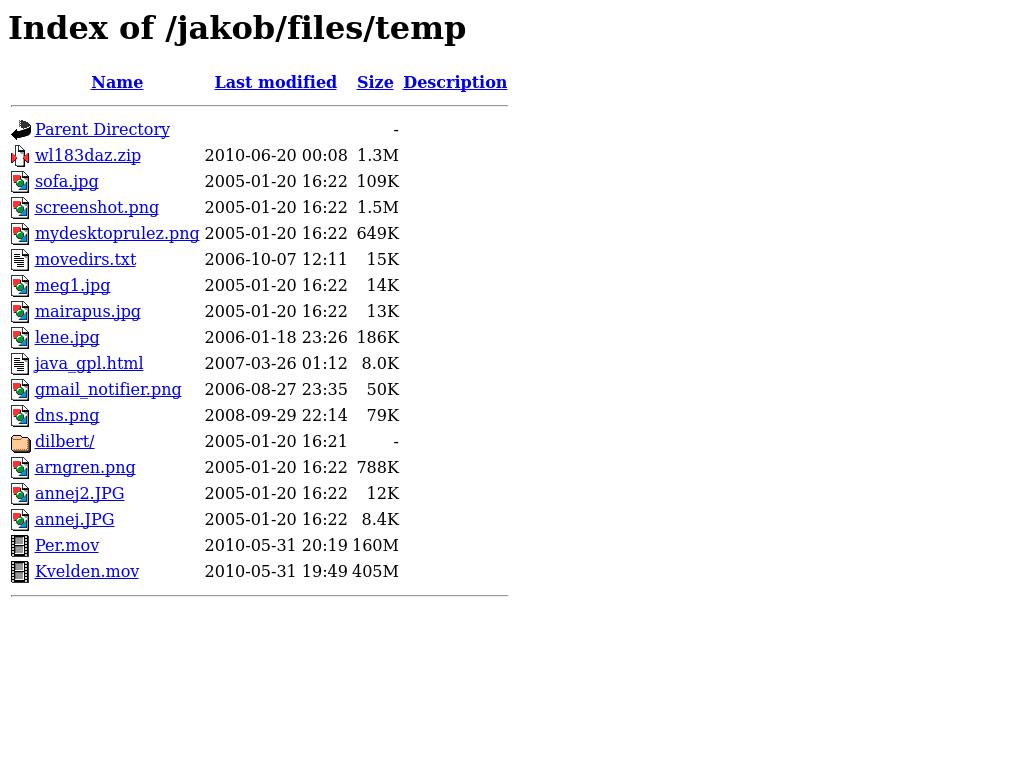 Index of /jakob/files/temp
Name Last modified Size Description
Parent Directory -
wl183daz.zip 2010-06-20 00:08 1.3M
sofa.jpg 2005-01-20 16:22 109K
screenshot.png 2005-01-20 16:22 1.5M
mydesktoprulez.png 2005-01-20 16:22 649K
movedirs.txt 2006-10-07 12:11 15K
meg1.jpg 2005-01-20 16:22 14K
mairapus.jpg 2005-01-20 16:22 13K
lene.jpg 2006-01-18 23:26 186K
java_gpl.html 2007-03-26 01:12 8.0K
gmail_notifier.png 2006-08-27 23:35 50K
dns.png 2008-09-29 22:14 79K
dilbert/ 2005-01-20 16:21 -
arngren.png 2005-01-20 16:22 788K
annej2.JPG 2005-01-20 16:22 12K
annej.JPG 2005-01-20 16:22 8.4K
Per.mov 2010-05-31 20:19 160M
Kvelden.mov 2010-05-31 19:49 405M